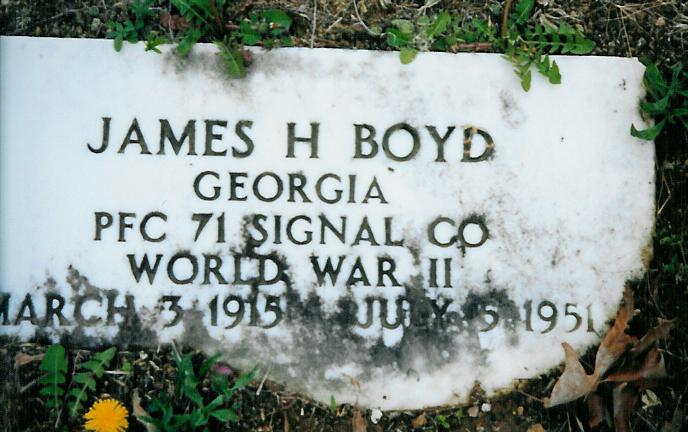 JAMES H BOYD
GEORGIA
PFC 71 SIGNAL CO
WORLD WAR II
MARCH 3 1915 JULY 5 1951